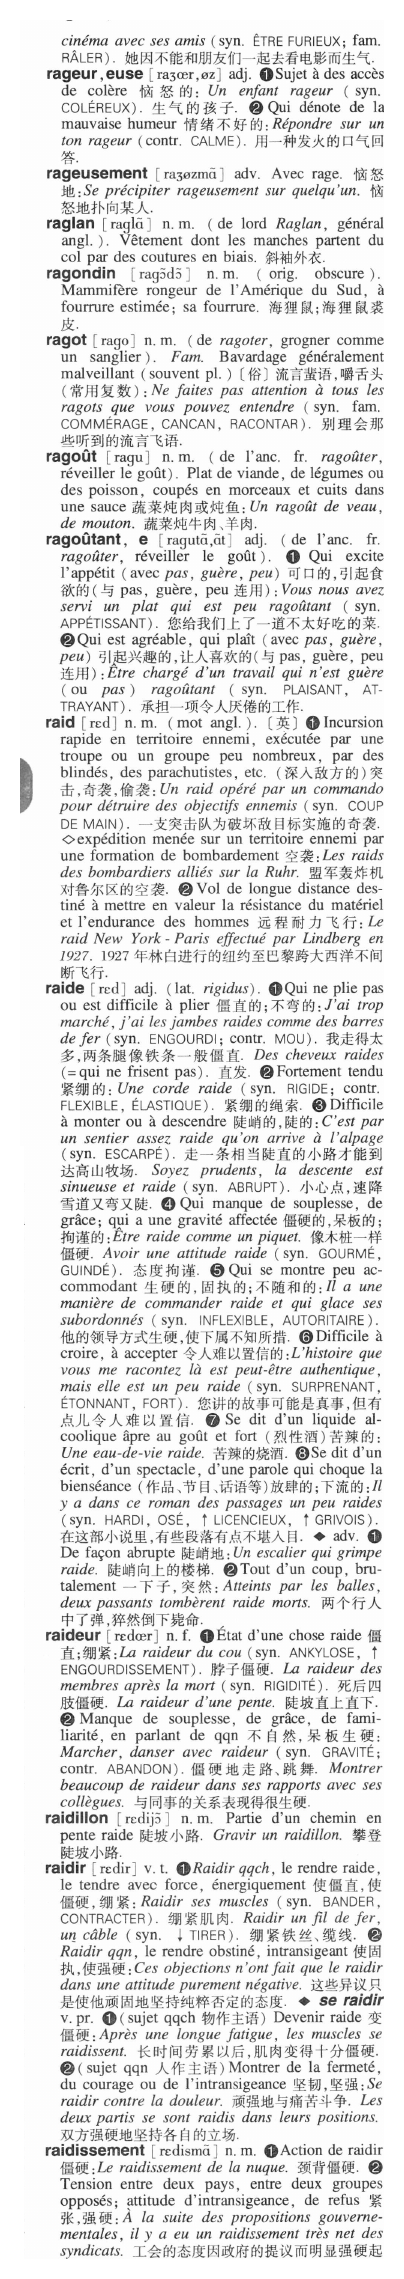 cinéma avec ses amis (syn. ÊTRE FURIEUX; fam.
RÂLER). 她因不能和朋友们一起去看电影而生气.
rageur, euse [raʒœr,øz] adj. ❶Sujet à des accès
de colère 恼怒的: Un enfant rageur (syn.
COLÉREUX). 生气的孩子. ❷Qui dénote de la
mauvaise humeur 情绪不好的: Répondre sur un
ton rageur (contr. CALME). 用一种发火的口气回
答.
rageusement [raʒøzmɑ̃] adv. Avec rage. 恼怒
地: Se précipiter rageusement sur quelqu'un. 恼
怒地扑向某人.
raglan [raglɑ̃] n. m. (de lord Raglan, général
angl.). Vêtement dont les manches partent du
col par des coutures en biais. 斜袖外衣.
ragondin [ragɔ̃dɔ̃] n. m. (orig. obscure).
Mammifère rongeur de l'Amérique du Sud, à
fourrure estimée; sa fourrure. 海狸鼠;海狸鼠裘
皮.
ragot [rago] n. m. (de ragoter, grogner comme
un sanglier). Fam. Bavardage généralement
malveillant (souvent pl.) 〔俗〕流言蜚语,嚼舌头
(常用复数): Ne faites pas attention à tous les
ragots que vous pouvez entendre (syn. fam.
COMMÉRAGE, CANCAN, RACONTAR). 别理会那
些听到的流言飞语.
ragoût [ragu] n. m. (de l'anc. fr. ragoûter,
réveiller le goût). Plat de viande, de légumes ou
des poisson, coupés en morceaux et cuits dans
une sauce 蔬菜炖肉或炖鱼: Un ragoût de veau,
de mouton. 蔬菜炖牛肉、羊肉.
ragoûtant, e [ragutɑ̃,ɑ̃t] adj. (de l'anc. fr.
ragoûter, réveiller le goût). ❶ Qui excite
l'appétit (avec pas, guère, peu) 可口的,引起食
欲的(与 pas, guère, peu 连用): Vous nous avez
servi un plat qui est peu ragoûtant (syn.
APPÉTISSANT). 您给我们上了一道不太好吃的菜.
❷Qui est agréable, qui plaît (avec pas, guère,
peu) 引起兴趣的,让人喜欢的(与 pas, guère, peu
连用): Être chargé d'un travail qui n'est guère
(ou pas) ragoûtant (syn. PLAISANT, AT-
TRAYANT). 承担一项令人厌倦的工作.
raid [rɛd] n. m. (mot angl.).〔英〕❶Incursion
rapide en territoire ennemi, exécutée par une
troupe ou un groupe peu nombreux, par des
blindés, des parachutistes, etc. (深入敌方的)突
击,奇袭,偷袭: Un raid opéré par un commando
pour détruire des objectifs ennemis (syn. COUP
DE MAIN). 一支突击队为破坏敌目标实施的奇袭.
◇expédition menée sur un territoire ennemi par
une formation de bombardement 空袭: Les raids
des bombardiers alliés sur la Ruhr. 盟军轰炸机
对鲁尔区的空袭. ❷Vol de longue distance des-
tiné à mettre en valeur la résistance du matériel
et l'endurance des hommes 远程耐力飞行: Le
raid New York - Paris effectué par Lindberg en
1927. 1927 年林白进行的纽约至巴黎跨大西洋不间
断飞行.
raide [rɛd] adj. (lat. rigidus). ❶Qui ne plie pas
ou est difficile à plier 僵直的;不弯的: J'ai trop
marché, j'ai les jambes raides comme des barres
de fer (syn. ENGOURDI; contr. MOU). 我走得太
多,两条腿像铁条一般僵直. Des cheveux raides
(=qui ne frisent pas). 直发. ❷Fortement tendu
紧绷的: Une corde raide (syn. RIGIDE; contr.
FLEXIBLE, ÉLASTIQUE). 紧绷的绳索. ❸Difficile
à monter ou à descendre 陡峭的,陡的: C'est par
un sentier assez raide qu'on arrive à l'alpage
(syn. ESCARPÉ). 走一条相当陡直的小路才能到
达高山牧场. Soyez prudents, la descente est
sinueuse et raide (syn. ABRUPT). 小心点,速降
雪道又弯又陡. ❹Qui manque de souplesse, de
grâce; qui a une gravité affectée 僵硬的,呆板的;
拘谨的: Être raide comme un piquet. 像木桩一样
僵硬. Avoir une attitude raide (syn. GOURMÉ,
GUINDÉ). 态度拘谨. ❺Qui se montre peu ac-
commodant 生硬的,固执的;不随和的: Il a une
manière de commander raide et qui glace ses
subordonnés (syn. INFLEXIBLE, AUTORITAIRE).
他的领导方式生硬,使下属不知所措. ❻Difficile à
croire, à accepter 令人难以置信的: L'histoire que
vous me racontez là est peut-être authentique,
mais elle est un peu raide (syn. SURPRENANT,
ÉTONNANT, FORT). 您讲的故事可能是真事,但有
点儿令人难以置信. ❼Se dit d'un liquide al-
coolique âpre au goût et fort (烈性酒)苦辣的:
Une eau-de-vie raide. 苦辣的烧酒. ❽Se dit d'un
écrit, d'un spectacle, d'une parole qui choque la
bienséance (作品、节目、话语等)放肆的;下流的: Il
y a dans ce roman des passages un peu raides
(syn. HARDI, OSÉ, ↑ LICENCIEUX, ↑ GRIVOIS).
在这部小说里,有些段落有点不堪入目. ◆ adv. ❶
De façon abrupte 陡峭地: Un escalier qui grimpe
raide. 陡峭向上的楼梯. ❷Tout d'un coup, bru-
talement 一下子,突然: Atteints par les balles,
deux passants tombèrent raide morts. 两个行人
中了弹,猝然倒下毙命.
raideur [rɛdœr] n. f. ❶État d'une chose raide 僵
直;绷紧: La raideur du cou (syn. ANKYLOSE, ↑
ENGOURDISSEMENT). 脖子僵硬. La raideur des
membres après la mort (syn. RIGIDITÉ). 死后四
肢僵硬. La raideur d'une pente. 陡坡直上直下.
❷Manque de souplesse, de grâce, de fami-
liarité, en parlant de qqn 不自然,呆板生硬:
Marcher, danser avec raideur (syn. GRAVITÉ;
contr. ABANDON). 僵硬地走路、跳舞. Montrer
beaucoup de raideur dans ses rapports avec ses
collègues. 与同事的关系表现得很生硬.
raidillon [rɛdijɔ̃] n. m. Partie d'un chemin en
pente raide 陡坡小路. Gravir un raidillon. 攀登
陡坡小路.
raidir [rɛdir] v. t. ❶Raidir qqch, le rendre raide,
le tendre avec force, énergiquement 使僵直,使
僵硬,绷紧: Raidir ses muscles (syn. BANDER,
CONTRACTER). 绷紧肌肉. Raidir un fil de fer,
un câble (syn. ↓ TIRER). 绷紧铁丝、缆线. ❷
Raidir qqn, le rendre obstiné, intransigeant 使固
执,使强硬: Ces objections n'ont fait que le raidir
dans une attitude purement négative. 这些异议只
是使他顽固地坚持纯粹否定的态度. ◆ se raidir
v. pr. ❶(sujet qqch 物作主语) Devenir raide 变
僵硬: Après une longue fatigue, les muscles se
raidissent. 长时间劳累以后,肌肉变得十分僵硬.
❷(sujet qqn 人作主语) Montrer de la fermeté,
du courage ou de l'intransigeance 坚韧,坚强: Se
raidir contre la douleur. 顽强地与痛苦斗争. Les
deux partis se sont raidis dans leurs positions.
双方强硬地坚持各自的立场.
raidissement [rɛdismɑ̃] n. m. ❶Action de raidir
僵硬: Le raidissement de la nuque. 颈背僵硬. ❷
Tension entre deux pays, entre deux groupes
opposés; attitude d'intransigeance, de refus 紧
张,强硬: À la suite des propositions gouverne-
mentales, il y a eu un raidissement très net des
syndicats. 工会的态度因政府的提议而明显强硬起